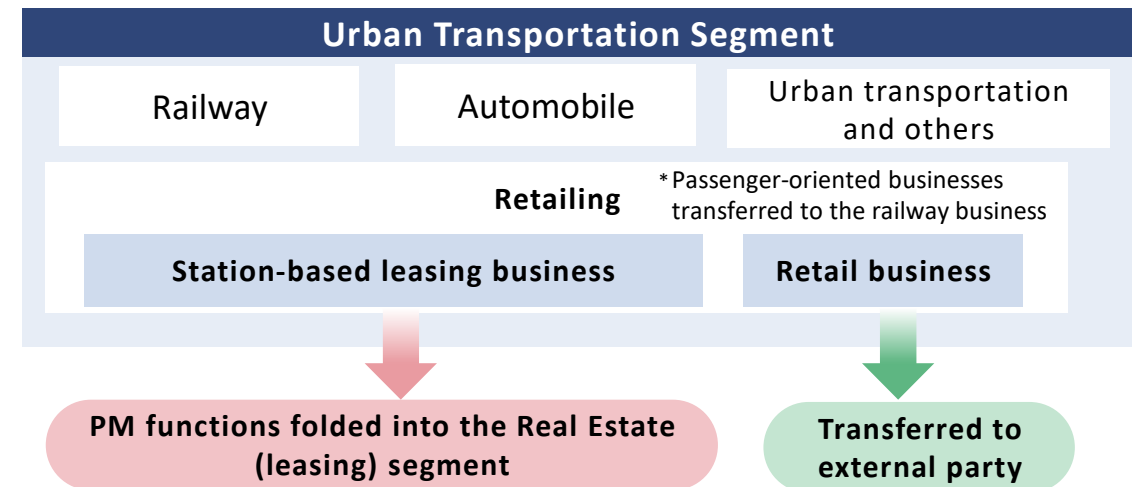 Urban Transportation Segment
Railway
Automobile
Urban transportation
and others
Retailing
*Passenger-oriented businesses
transferred to the railway business
Station-based leasing business
Retail business
PM functions folded into the Real Estate
(leasing) segment
Transferred to
external party